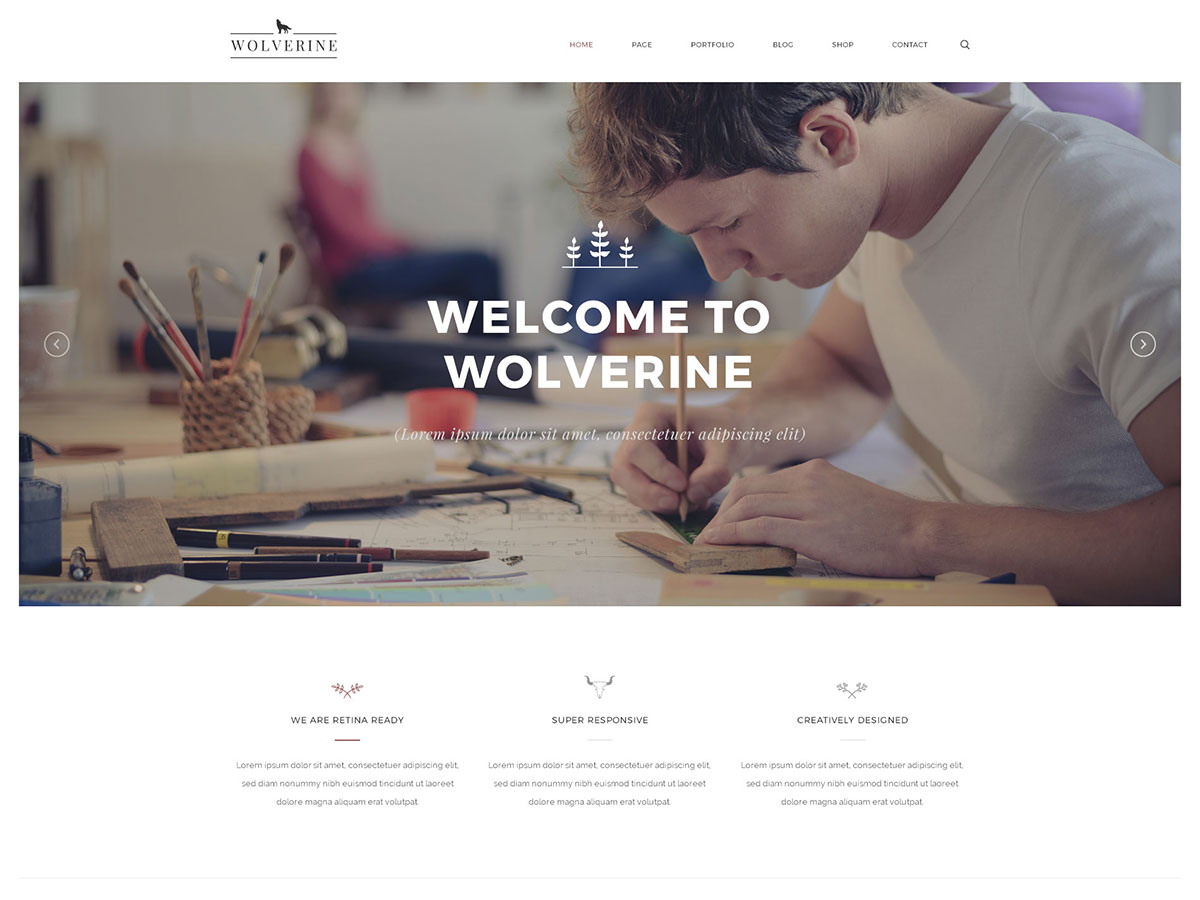 WOLVERINE
HOME PAGE PORTFOLIO BLOG SHOP CONTACT
WELCOME TO
WOLVERINE
(Lorem ipsum dolor sit amet, consectetuer adipiscing elit)
WE ARE RETINA READY
Lorem ipsum dolor sit amet, consectetuer adipiscing elit,
sed diam nonummy nibh euismod tincidunt ut laoreet
dolore magna aliquam erat volutpat.
SUPER RESPONSIVE
Lorem ipsum dolor sit amet, consectetuer adipiscing elit,
sed diam nonummy nibh euismod tincidunt ut laoreet
dolore magna aliquam erat volutpat.
CREATIVELY DESIGNED
Lorem ipsum dolor sit amet, consectetuer adipiscing elit,
sed diam nonummy nibh euismod tincidunt ut laoreet
dolore magna aliquam erat volutpat.